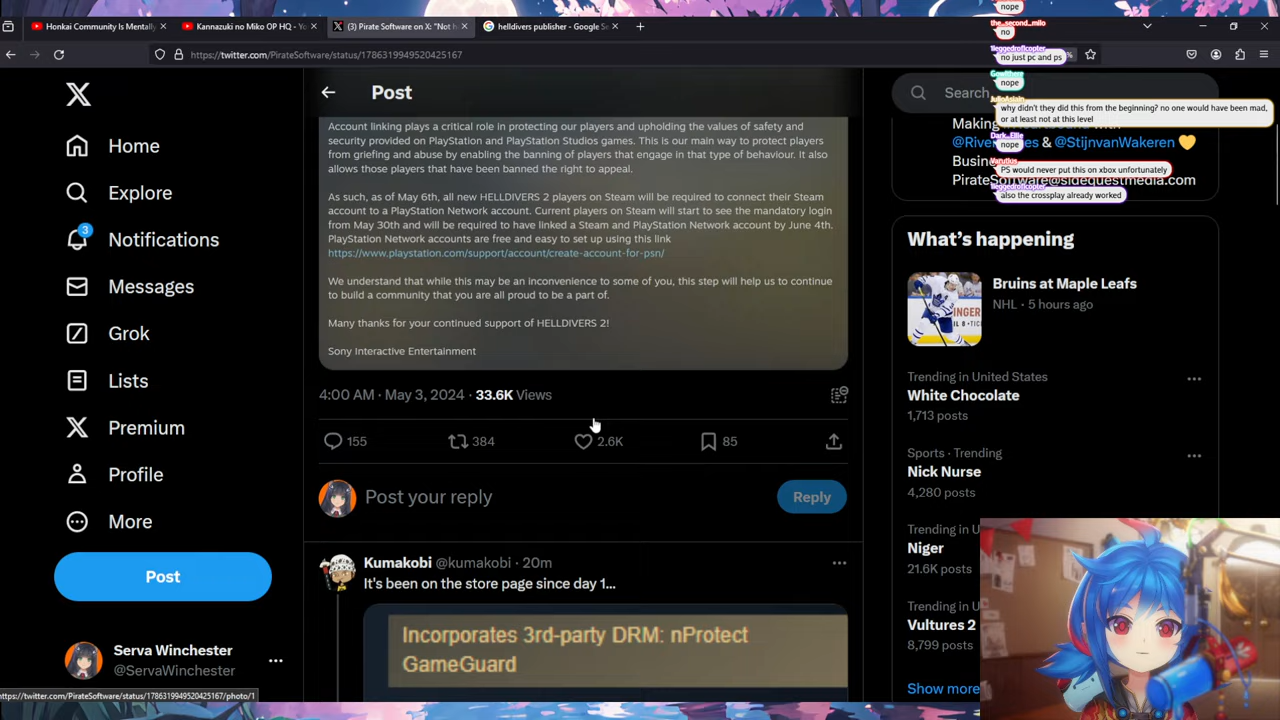 Honkai Community Is Mentall
Kannazuki no Miko OP HQ - Yo
(3) Pirate Software on X: "Not h
helldivers publisher - Google Se
https://twitter.com/PirateSoftware/status/1786319949520425167
Post
Account linking plays a critical role in protecting our players and upholding the values of safety and
security provided on PlayStation and PlayStation Studios games. This is our main way to protect players
from griefing and abuse by enabling the banning of players that engage in that type of behaviour. It also
allows those players that have been banned the right to appeal.
As such, as of May 6th, all new HELLDIVERS 2 players on Steam will be required to connect their Steam
account to a PlayStation Network account. Current players on Steam will start to see the mandatory login
from May 30th and will be required to have linked a Steam and PlayStation Network account by June 4th.
PlayStation Network accounts are free and easy to set up using this link
https://www.playstation.com/support/account/create-account-for-psn/
We understand that while this may be an inconvenience to some of you, this step will help us to continue
to build a community that you are all proud to be a part of.
Many thanks for your continued support of HELLDIVERS 2!
Sony Interactive Entertainment
4:00 AM · May 3, 2024 · 33.6K Views
155
384
2.6K
85
Post your reply
Reply
Kumakobi @kumakobi · 20m
It's been on the store page since day 1...
Incorporates 3rd-party DRM: nProtect
GameGuard
Home
Explore
3
Notifications
Messages
Grok
Lists
Premium
Profile
More
Post
Serva Winchester
@ServaWinchester
https://twitter.com/PirateSoftware/status/1786319949520425167/photo/1
Search
Making
@StijnvanWakeren
PirateSoftware@sidequestmedia.com
What's happening
Bruins at Maple Leafs
NHL · 5 hours ago
Trending in United States
White Chocolate
1,713 posts
Sports · Trending
Nick Nurse
4,280 posts
Trending in U
Niger
21.6K posts
Trending in U
Vultures 2
8,799 posts
Show more
nope
the_second_milo
no
1leggedroflcopter
no just pc and ps
nope
why didn't they did this from the beginning? no one would have been mad,
or at least not at this level
Dark_Ellie
nope
Varutius
PS would never put this on xbox unfortunately
1leggedroflcopter
also the crossplay already worked